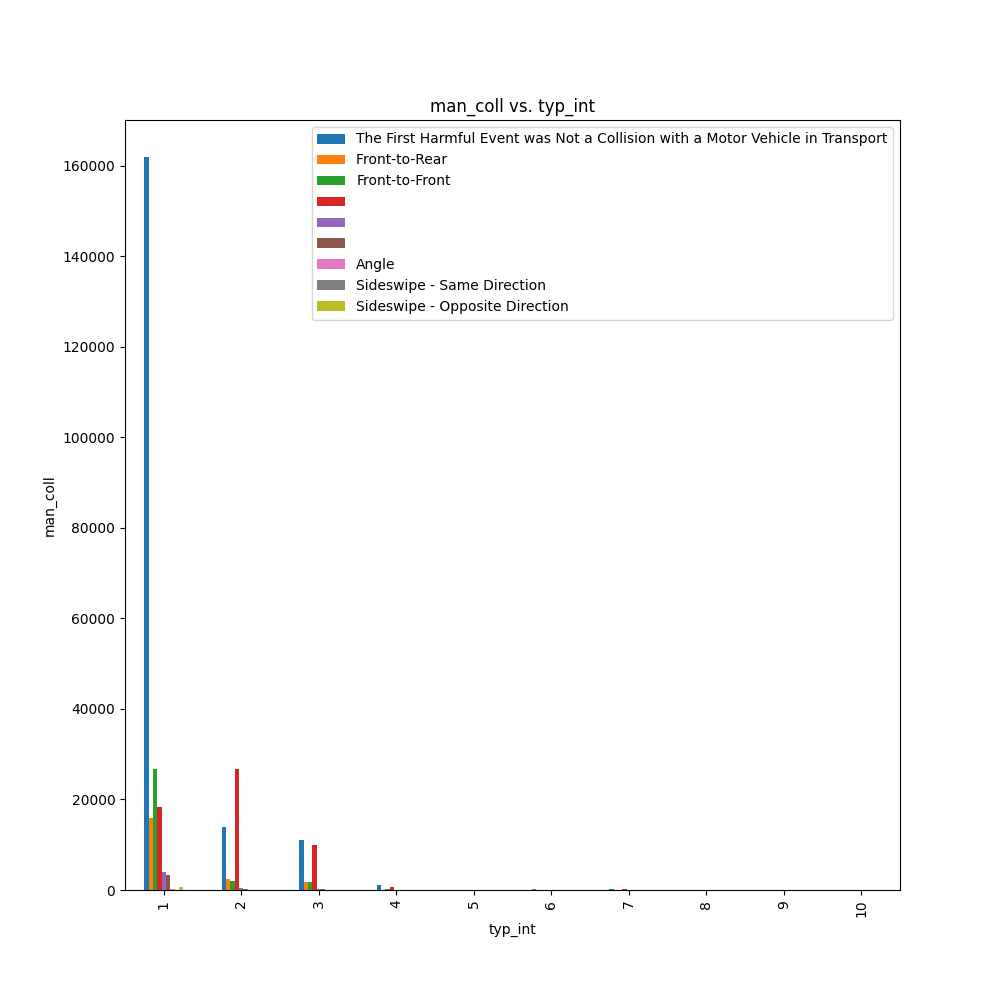 man_coll vs. typ_int
The First Harmful Event was Not a Collision with a Motor Vehicle in Transport
Front-to-Rear
Front-to-Front
Angle
Sideswipe - Same Direction
Sideswipe - Opposite Direction
160000
140000
120000
100000
80000
60000
40000
20000
0
man_coll
1
2
3
4
5
6
7
8
9
10
typ_int